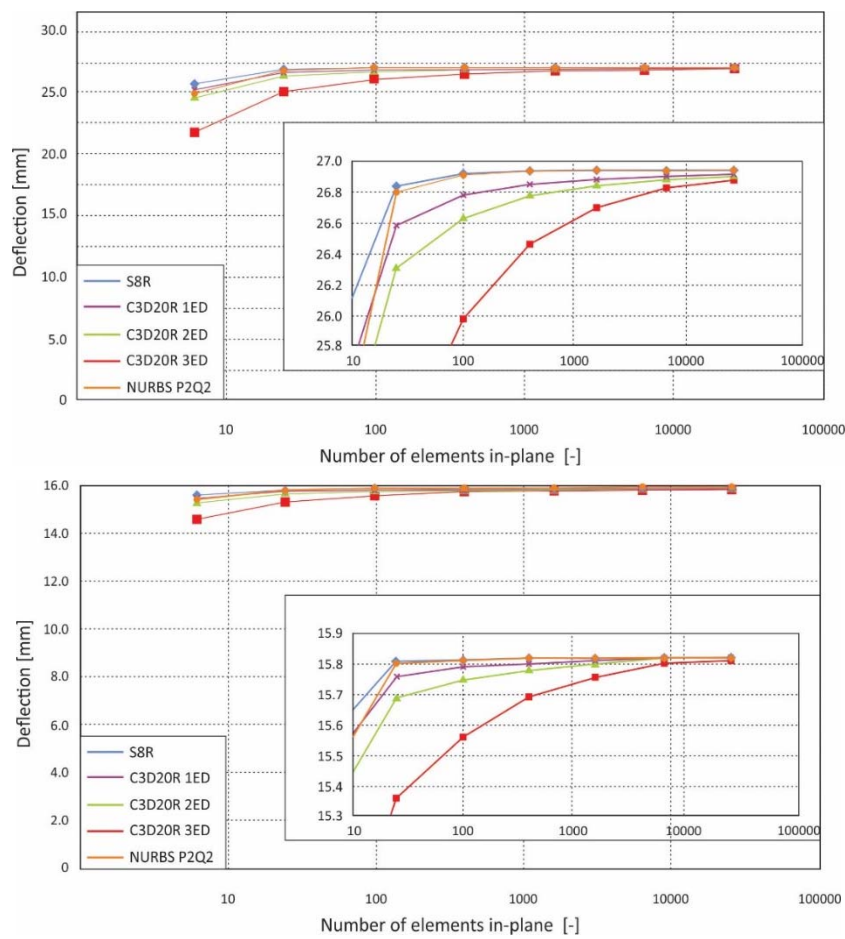 30.0
25.0
20.0
15.0
10.0
5.0
0
Deflection [mm]
27.0
26.8
26.6
26.4
26.2
26.0
25.8
10 100 1000 10000 100000
S8R
C3D20R 1ED
C3D20R 2ED
C3D20R 3ED
NURBS P2Q2
10 100 1000 10000 100000
Number of elements in-plane [-]
16.0
14.0
12.0
10.0
8.0
6.0
4.0
2.0
0
Deflection [mm]
15.9
15.8
15.7
15.6
15.5
15.4
15.3
10 100 1000 10000 100000
S8R
C3D20R 1ED
C3D20R 2ED
C3D20R 3ED
NURBS P2Q2
10 100 1000 10000 100000
Number of elements in-plane [-]